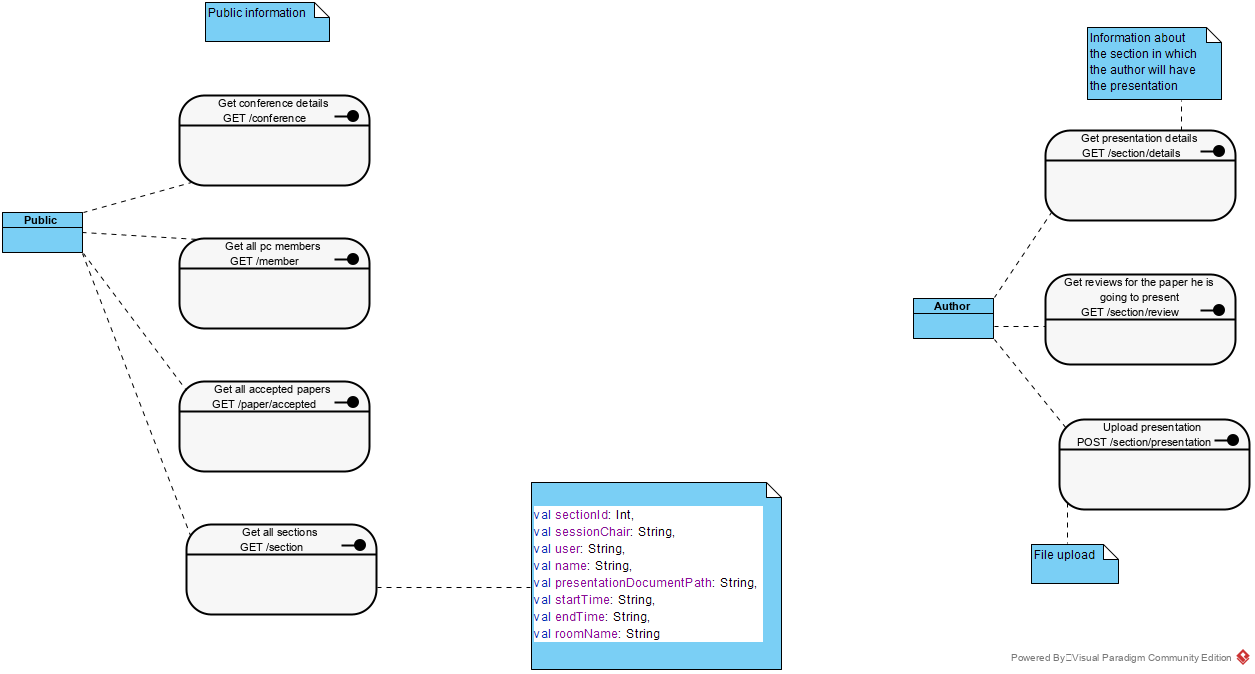 Public information
Get conference details
GET /conference
Public
Get all pc members
GET /member
Get all accepted papers
GET /paper/accepted
Get all sections
GET /section
val sectionId: Int,
val sessionChair: String,
val user: String,
val name: String,
val presentationDocumentPath: String,
val startTime: String,
val endTime: String,
val roomName: String
Information about
the section in which
the author will have
the presentation
Get presentation details
GET /section/details
Author
Get reviews for the paper he is
going to present
GET /section/review
Upload presentation
POST /section/presentation
File upload
Powered By Visual Paradigm Community Edition